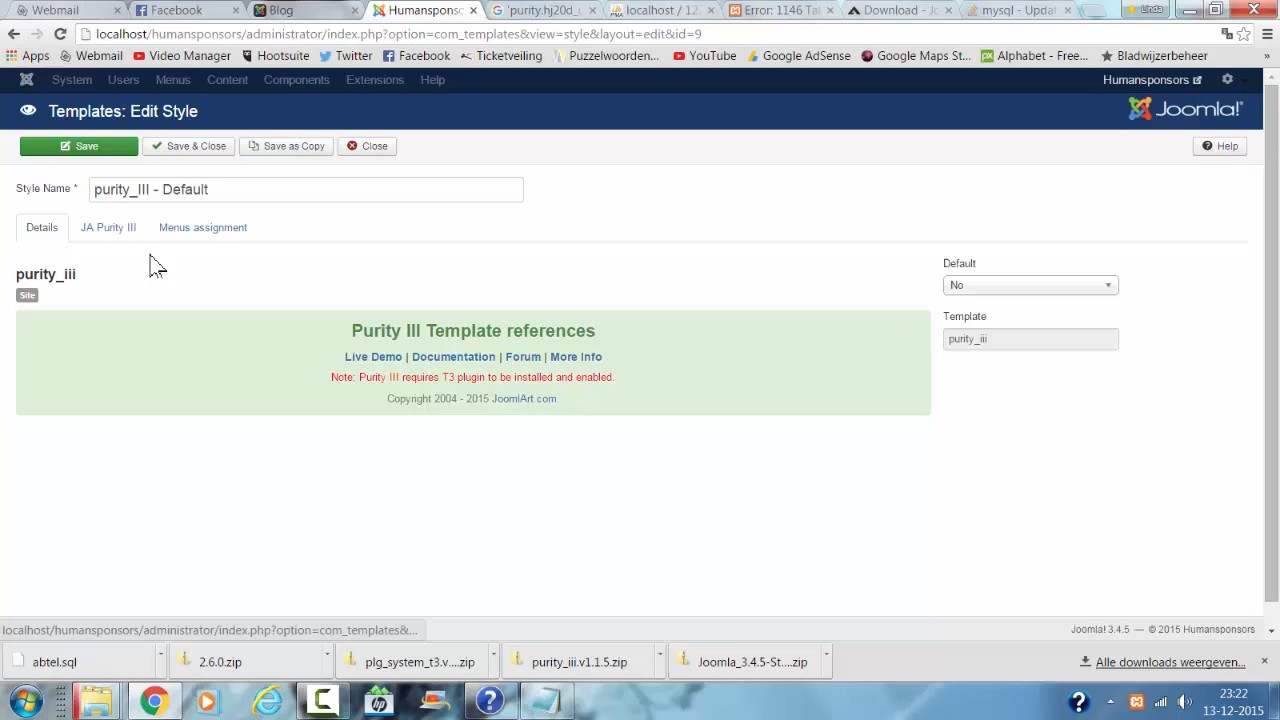 Webmail
Facebook
Blog
Humanspons
'purity.hj20d_u
localhost / 12
Error: 1146 Tal
Download - Jo
mysql - Updat
Linda
localhost/humansponsors/administrator/index.php?option=com_templates&view=style&layout=edit&id=9
Apps
Webmail
Video Manager
Hootsuite
Twitter
Facebook
Ticketveiling
Puzzelwoorden...
YouTube
Google AdSense
Google Maps St...
Alphabet - Free...
Bladwijzerbeheer
»
System
Users
Menus
Content
Components
Extensions
Help
Humansponsors
Templates: Edit Style
Joomla!
Save
Save & Close
Save as Copy
Close
Help
Style Name *
purity_III - Default
Details
JA Purity III
Menus assignment
purity_iii
Site
Default
No
Template
purity_iii
Purity III Template references
Live Demo | Documentation | Forum | More Info
Note: Purity III requires T3 plugin to be installed and enabled.
Copyright 2004 - 2015 JoomlArt.com.
localhost/humansponsors/administrator/index.php?option=com_templates&...
Joomla! 3.4.5 — © 2015 Humansponsors
abtel.sql
2.6.0.zip
plg_system_t3.v....zip
purity_iii.v1.1.5.zip
Joomla_3.4.5-St....zip
Alle downloads weergeven...
23:22
13-12-2015